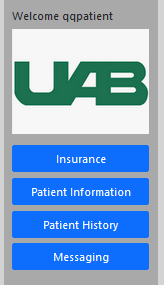 Welcome qqpatient
UAB
Insurance
Patient Information
Patient History
Messaging